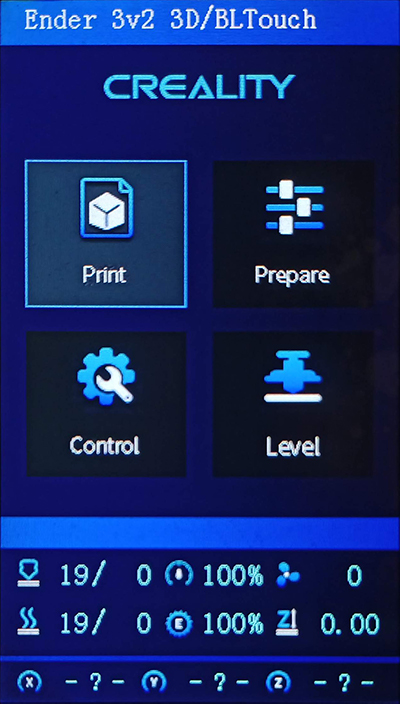 Ender 3v2 3D/BLTouch
CREALITY
Print Prepare
Control Level
19/ 0 100% 0
19/ 0 E 100% Z 0.00
X -?- Y -?- Z -?-